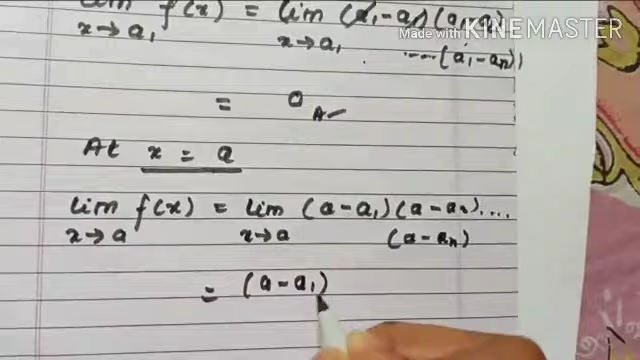 lim f(x) = lim (a₁-a₁)(a₁-a₂)
x→a₁ x→a₁ ....(a₁-aₙ)
Made with KINEMASTER
= 0 A
At x = a
lim f(x) = lim (a-a₁)(a-a₂)....
x→a x→a (a-aₙ)
= (a-a₁)